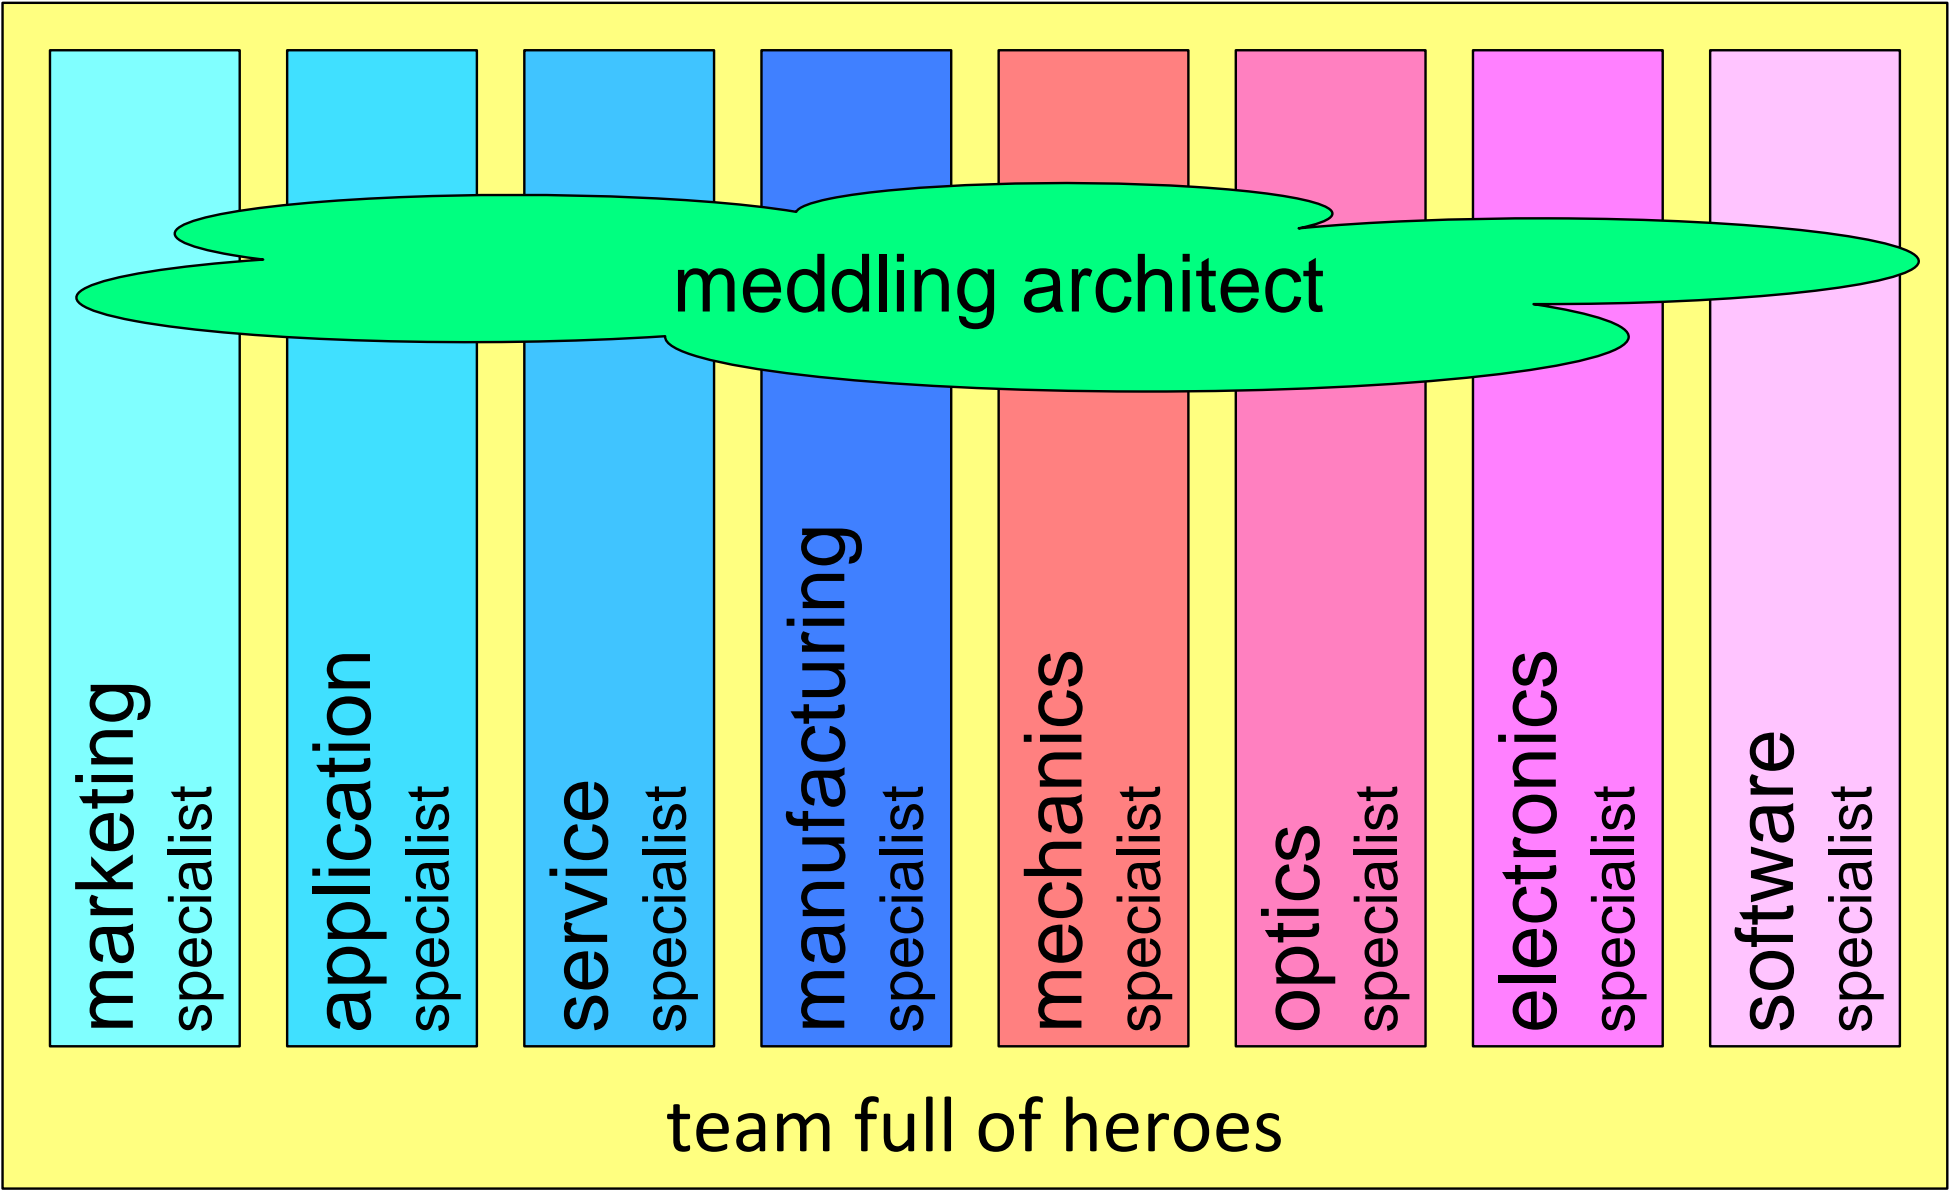 meddling architect
marketing
specialist
application
specialist
service
specialist
manufacturing
specialist
mechanics
specialist
optics
specialist
electronics
specialist
software
specialist
team full of heroes